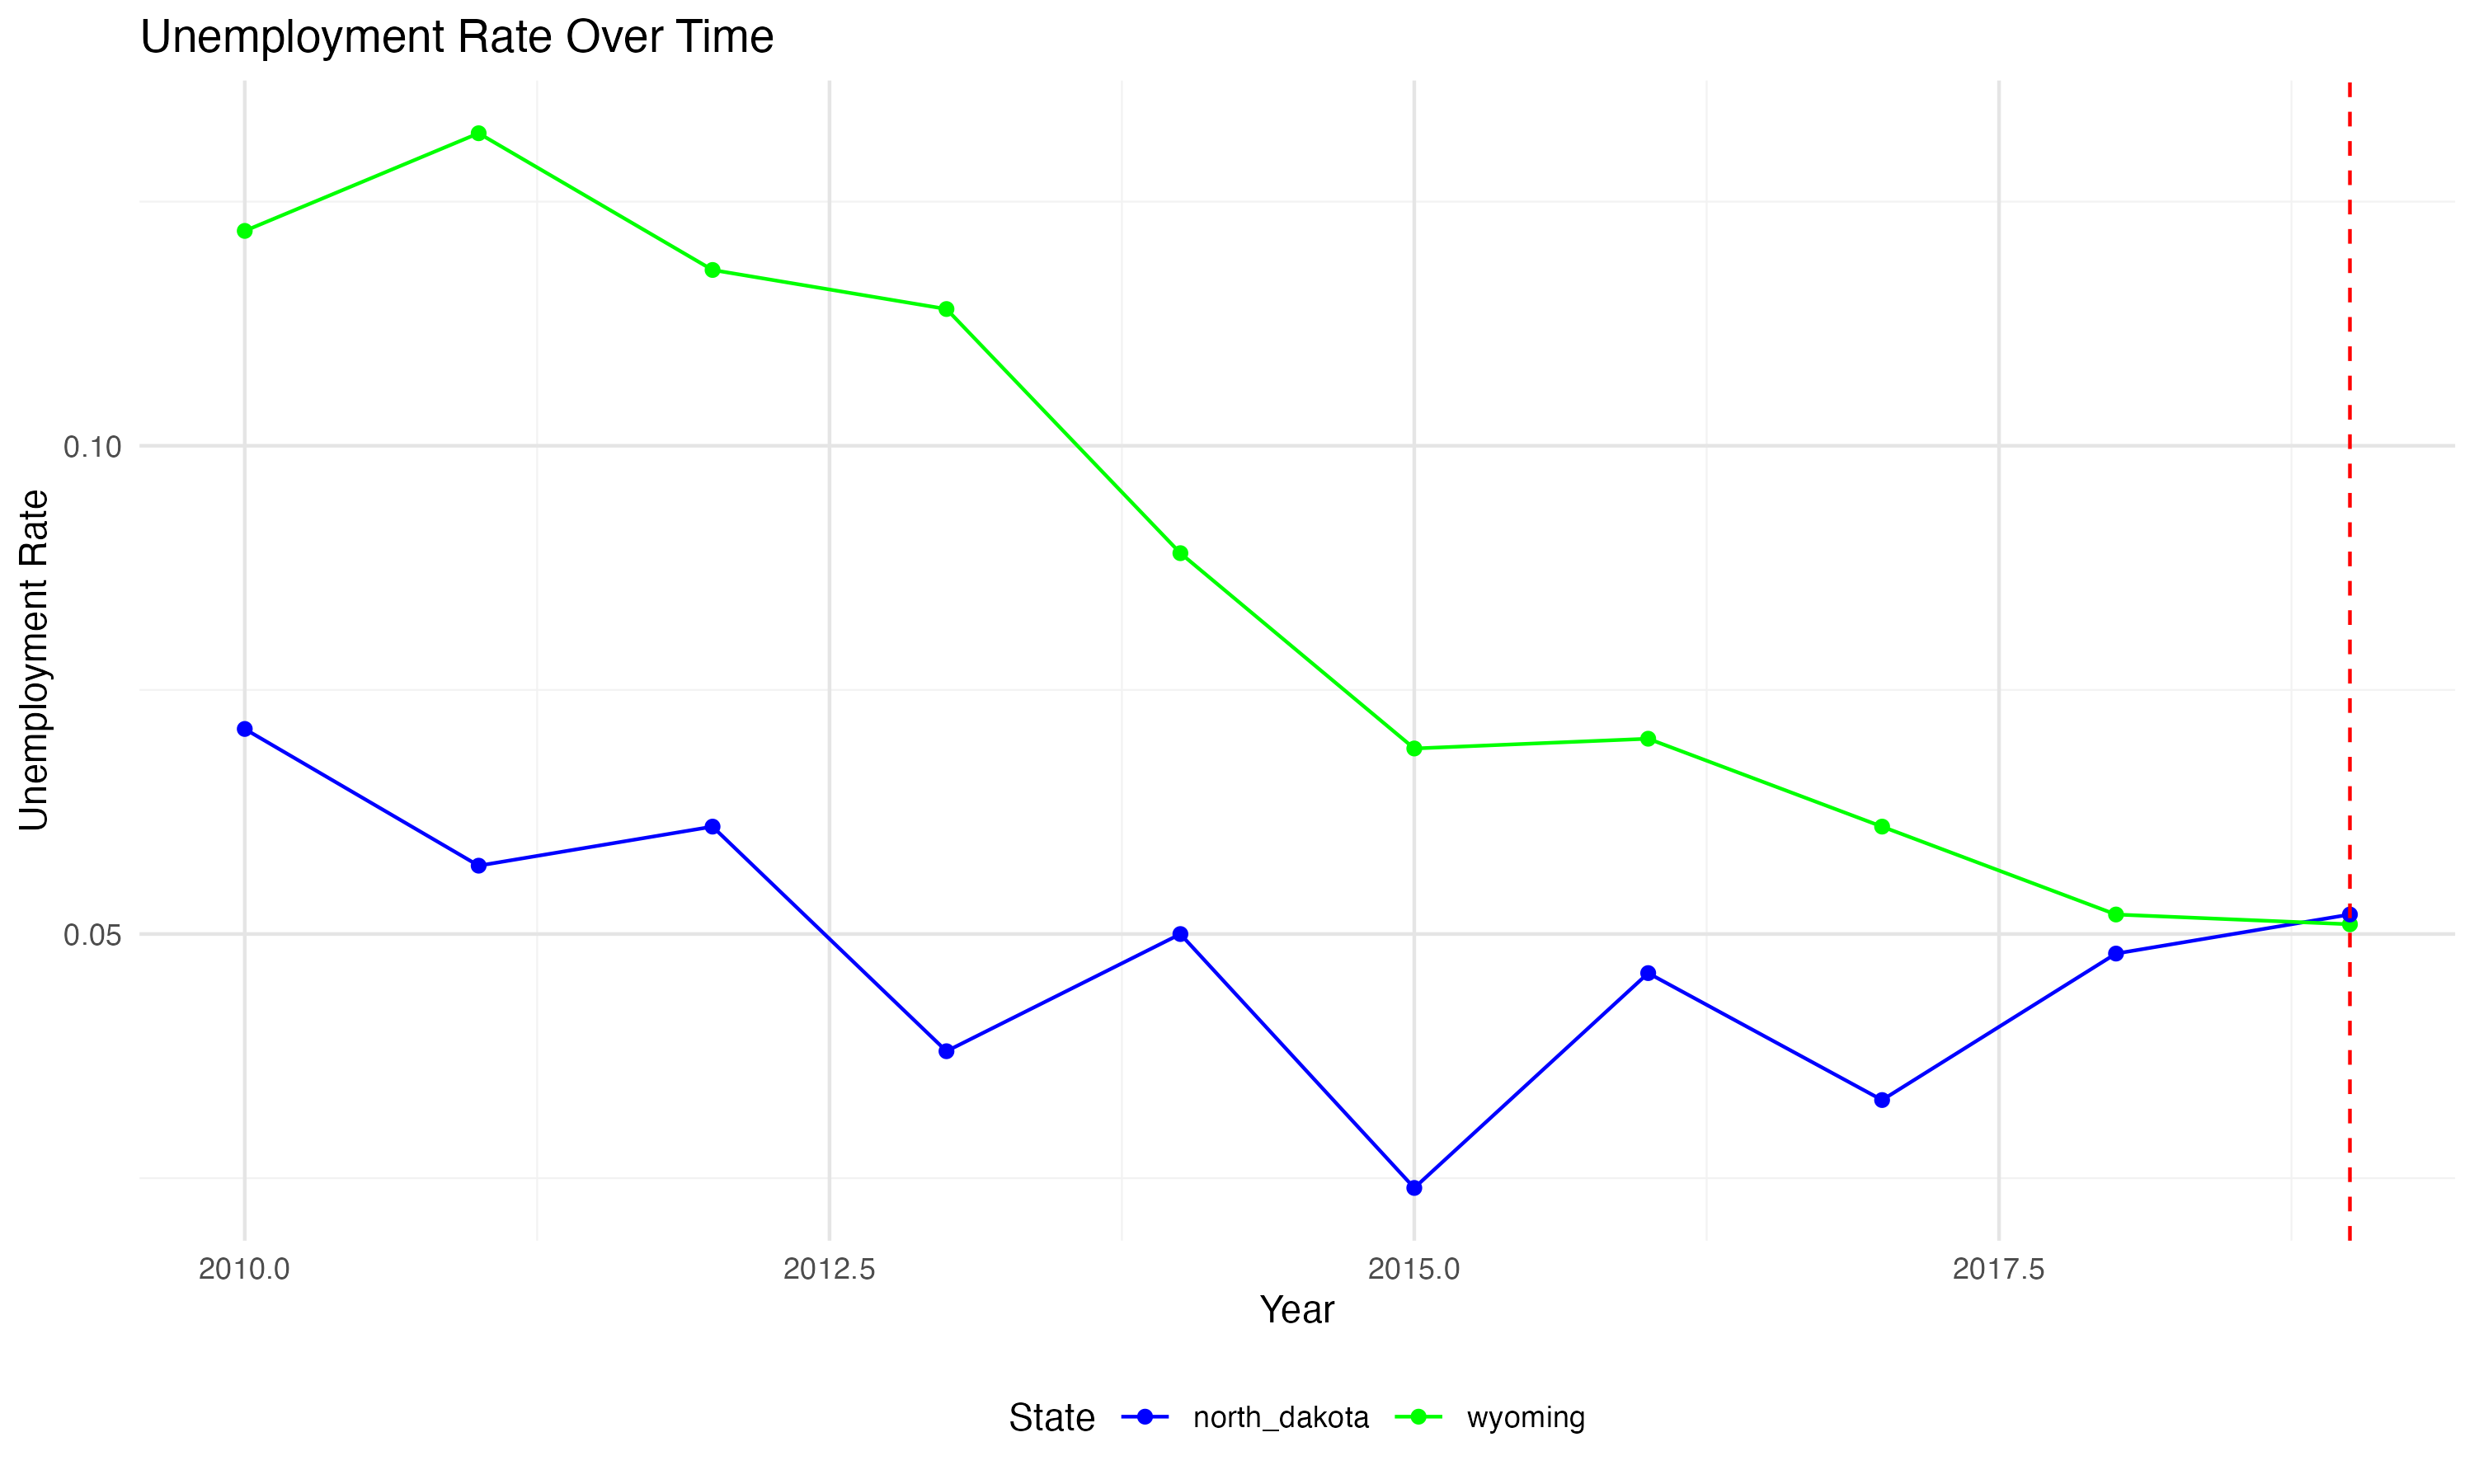 Unemployment Rate Over Time
Unemployment Rate
0.10
0.05
2010.0 2012.5 2015.0 2017.5
Year
State north_dakota wyoming